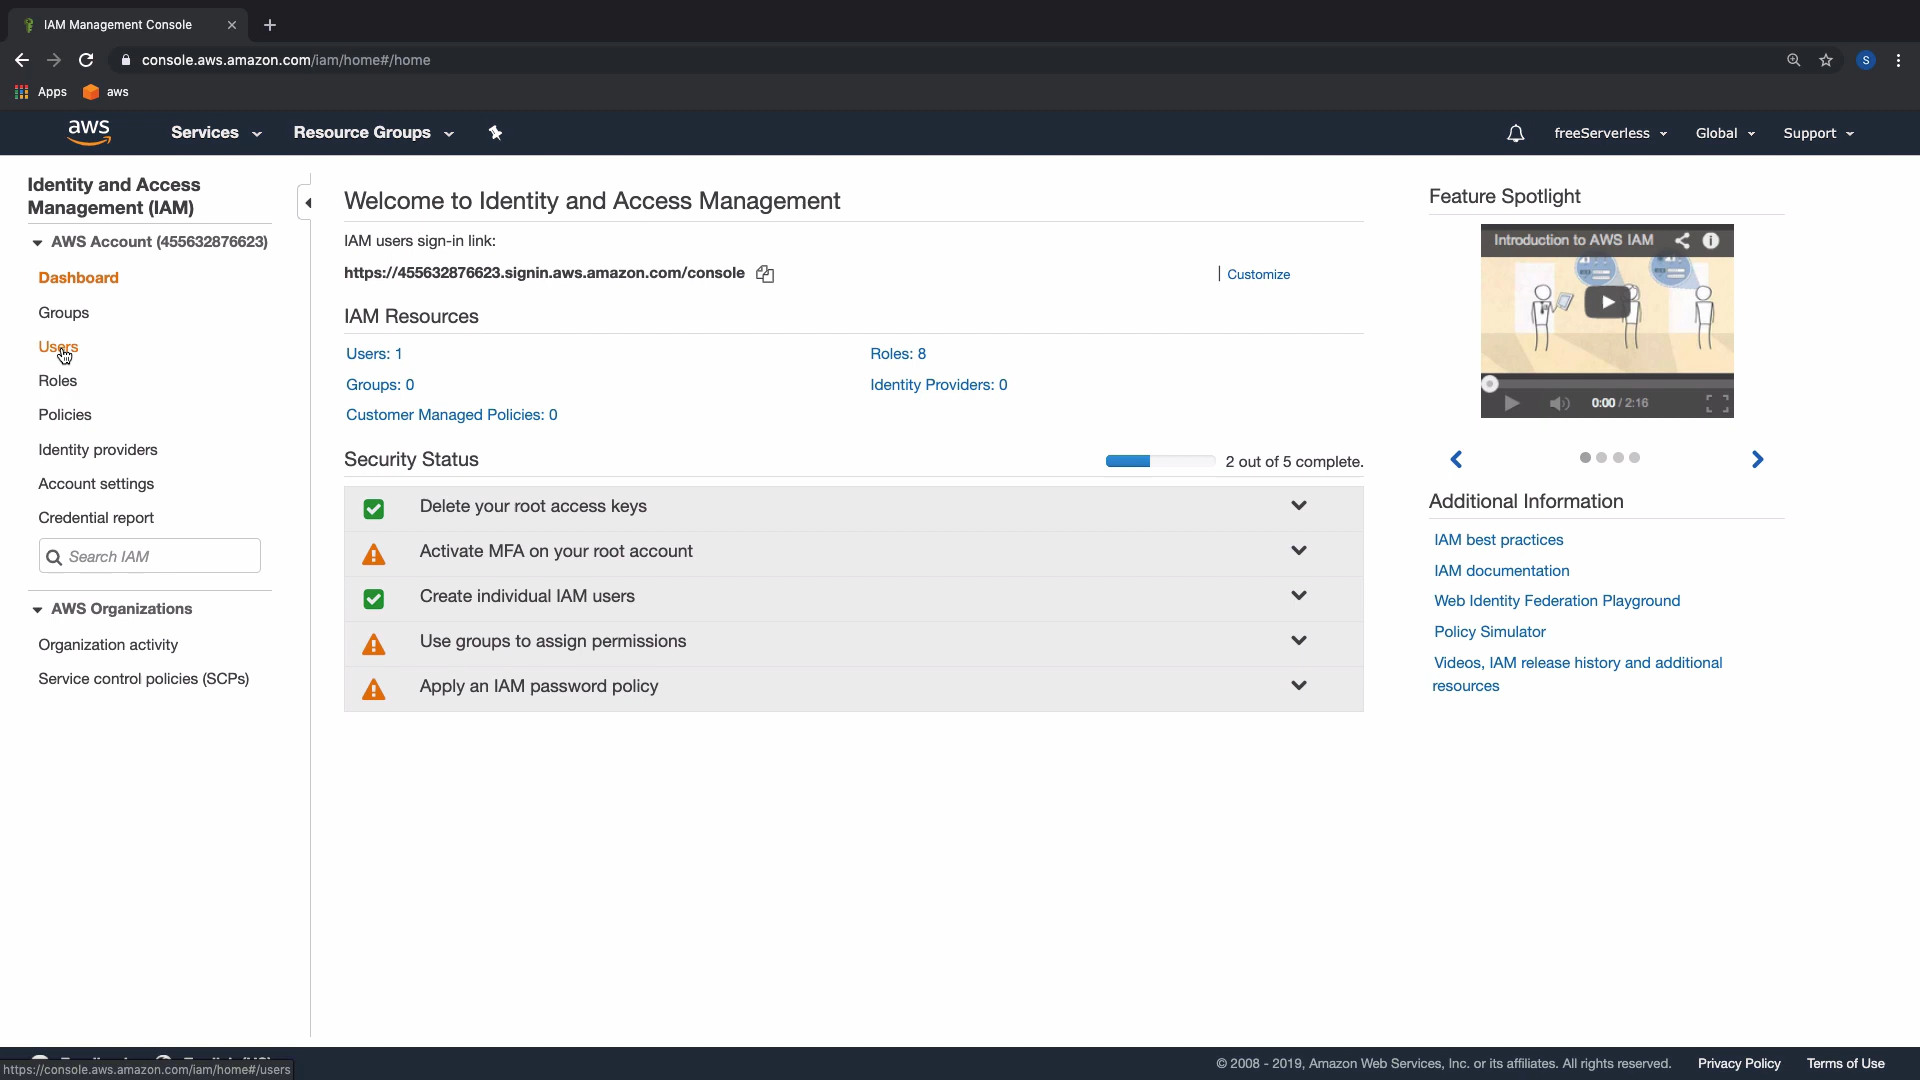 IAM Management Console
console.aws.amazon.com/iam/home#/home
S
Apps
aws
aws
Services
Resource Groups
freeServerless
Global
Support
Identity and Access
Management (IAM)
AWS Account (455632876623)
Dashboard
Groups
Users
Roles
Policies
Identity providers
Account settings
Credential report
Search IAM
AWS Organizations
Organization activity
Service control policies (SCPs)
Welcome to Identity and Access Management
IAM users sign-in link:
https://455632876623.signin.aws.amazon.com/console
Customize
IAM Resources
Users: 1
Roles: 8
Groups: 0
Identity Providers: 0
Customer Managed Policies: 0
Security Status
2 out of 5 complete.
Delete your root access keys
Activate MFA on your root account
Create individual IAM users
Use groups to assign permissions
Apply an IAM password policy
Feature Spotlight
Introduction to AWS IAM
0:00 / 2:16
Additional Information
IAM best practices
IAM documentation
Web Identity Federation Playground
Policy Simulator
Videos, IAM release history and additional
resources
https://console.aws.amazon.com/iam/home#/users
© 2008 - 2019, Amazon Web Services, Inc. or its affiliates. All rights reserved.
Privacy Policy
Terms of Use